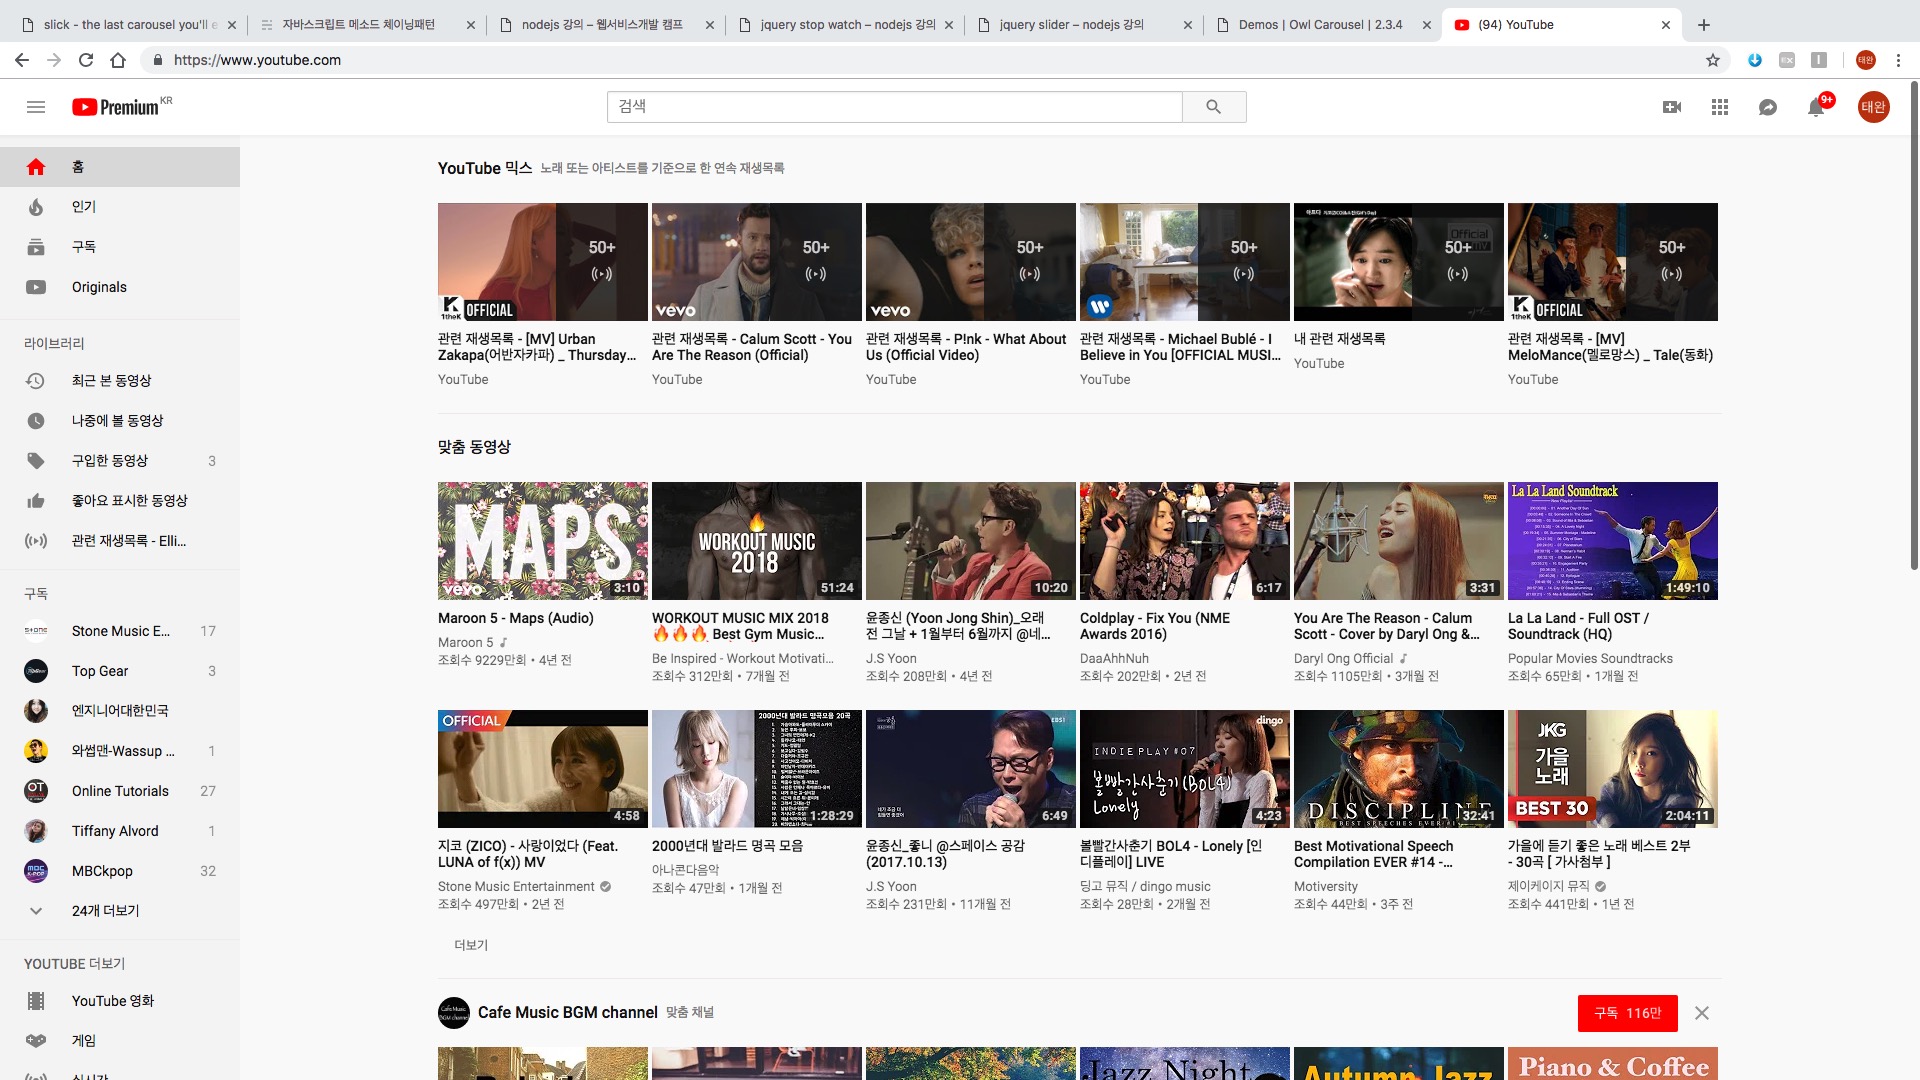 slick - the last carousel you'll e
자바스크립트 메소드 체이닝패턴
nodejs 강의 – 웹서비스개발 캠프
jquery stop watch – nodejs 강의
jquery slider – nodejs 강의
Demos | Owl Carousel | 2.3.4
(94) YouTube
https://www.youtube.com
태완
Premium KR
검색
9+
태완
홈
인기
구독
Originals
라이브러리
최근 본 동영상
나중에 볼 동영상
구입한 동영상 3
좋아요 표시한 동영상
관련 재생목록 - Elli...
구독
Stone Music E... 17
Top Gear 3
엔지니어대한민국
와썹맨-Wassup ... 1
Online Tutorials 27
Tiffany Alvord 1
MBCkpop 32
24개 더보기
YOUTUBE 더보기
YouTube 영화
게임
실시간
YouTube 믹스 노래 또는 아티스트를 기준으로 한 연속 재생목록
50+
1theK OFFICIAL
관련 재생목록 - [MV] Urban
Zakapa(어반자카파) _ Thursday...
YouTube
50+
vevo
관련 재생목록 - Calum Scott - You
Are The Reason (Official)
YouTube
50+
vevo
관련 재생목록 - P!nk - What About
Us (Official Video)
YouTube
50+
관련 재생목록 - Michael Bublé - I
Believe in You [OFFICIAL MUSI...
YouTube
Official
50+
내 관련 재생목록
YouTube
50+
1theK OFFICIAL
관련 재생목록 - [MV]
MeloMance(멜로망스) _ Tale(동화)
YouTube
맞춤 동영상
MAPS
vevo
3:10
Maroon 5 - Maps (Audio)
Maroon 5
조회수 9229만회 • 4년 전
WORKOUT MUSIC
2018
51:24
WORKOUT MUSIC MIX 2018
🔥🔥🔥 Best Gym Music...
Be Inspired - Workout Motivati...
조회수 312만회 • 7개월 전
10:20
윤종신 (Yoon Jong Shin)_오래
전 그날 + 1월부터 6월까지 @네...
J.S Yoon
조회수 208만회 • 4년 전
6:17
Coldplay - Fix You (NME
Awards 2016)
DaaAhhNuh
조회수 202만회 • 2년 전
3:31
You Are The Reason - Calum
Scott - Cover by Daryl Ong &...
Daryl Ong Official
조회수 1105만회 • 3개월 전
La La Land Soundtrack
1:49:10
La La Land - Full OST /
Soundtrack (HQ)
Popular Movies Soundtracks
조회수 65만회 • 1개월 전
OFFICIAL
4:58
지코 (ZICO) - 사랑이었다 (Feat.
LUNA of f(x)) MV
Stone Music Entertainment
조회수 497만회 • 2년 전
2000년대 발라드 명곡모음 20곡
1:28:29
2000년대 발라드 명곡 모음
아나콘다음악
조회수 47만회 • 1개월 전
EBS
6:49
윤종신_좋니 @스페이스 공감
(2017.10.13)
J.S Yoon
조회수 231만회 • 11개월 전
dingo
INDIE PLAY #07
볼빨간사춘기(BOL4)
Lonely
4:23
볼빨간사춘기 BOL4 - Lonely [인
디플레이] LIVE
딩고 뮤직 / dingo music
조회수 28만회 • 2개월 전
DISCIPLINE
BEST SPEECHES EVER #1
32:41
Best Motivational Speech
Compilation EVER #14 -...
Motiversity
조회수 44만회 • 3주 전
JKG
가을
노래
BEST 30
2:04:11
가을에 듣기 좋은 노래 베스트 2부
- 30곡 [ 가사첨부 ]
제이케이지 뮤직
조회수 441만회 • 1년 전
더보기
Cafe Music BGM channel 맞춤 채널
구독 116만
Jazz Night
Autumn Jazz
Piano & Coffee